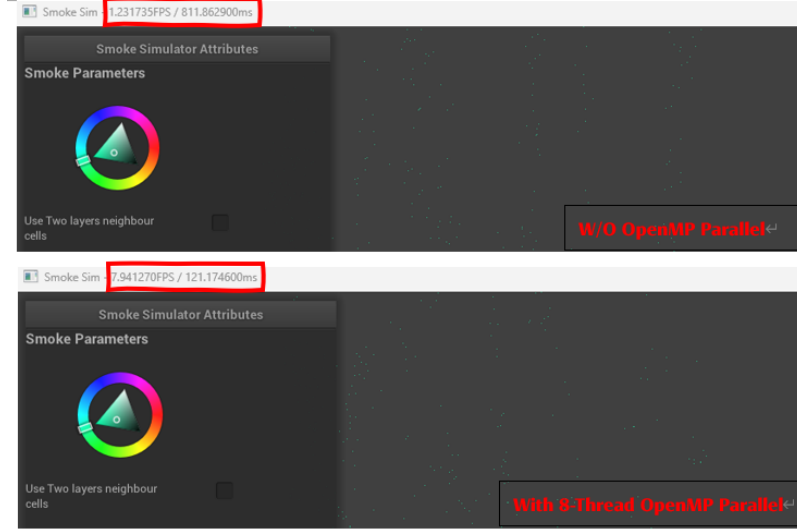 Smoke Sim - 1.231735FPS / 811.862900ms
Smoke Simulator Attributes
Smoke Parameters
Use Two layers neighbour
cells
W/O OpenMP Parallel↵
Smoke Sim - 7.941270FPS / 121.174600ms
Smoke Simulator Attributes
Smoke Parameters
Use Two layers neighbour
cells
With 8-Thread OpenMP Parallel↵